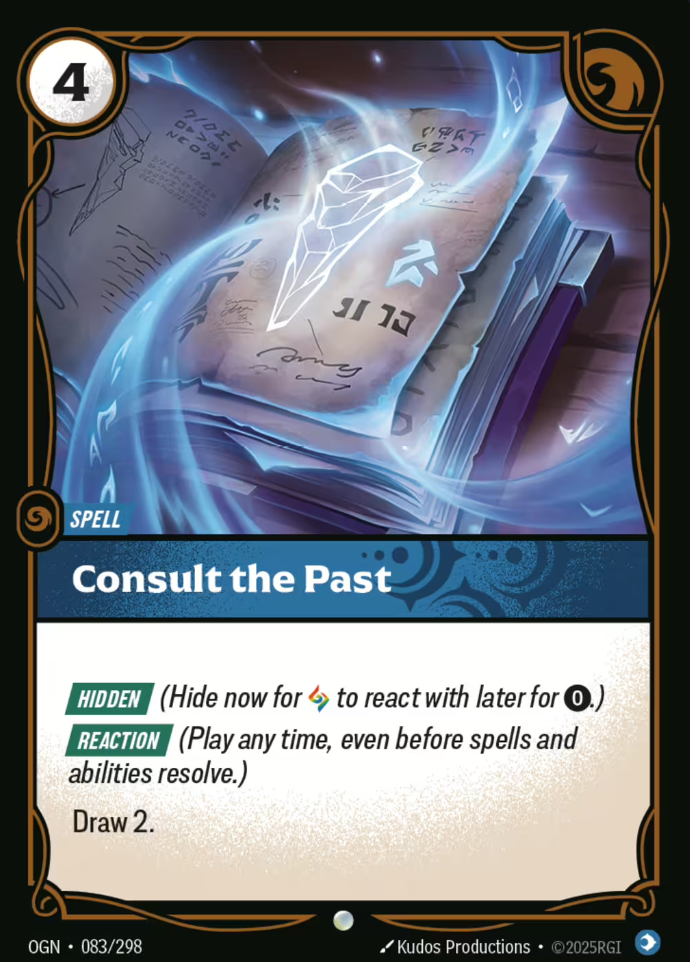 4
SPELL
Consult the Past
HIDDEN (Hide now for to react with later for 0.)
REACTION (Play any time, even before spells and
abilities resolve.)
Draw 2.
OGN • 083/298
Kudos Productions • ©2025RGI